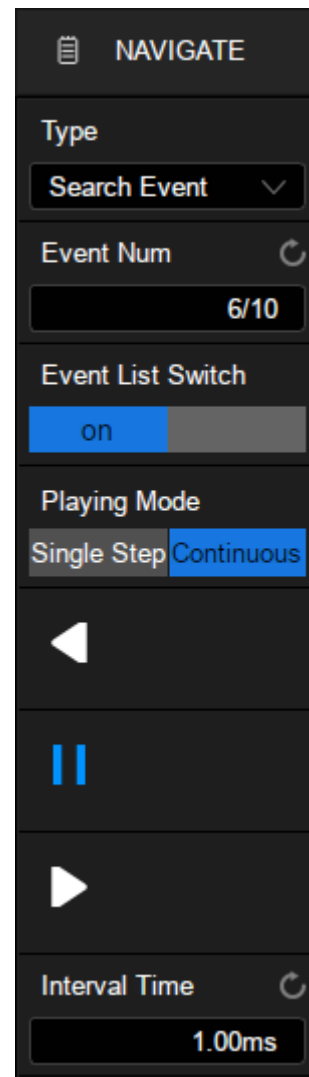 NAVIGATE
Type
Search Event
Event Num
6/10
Event List Switch
on
Playing Mode
Single Step Continuous
Interval Time
1.00ms